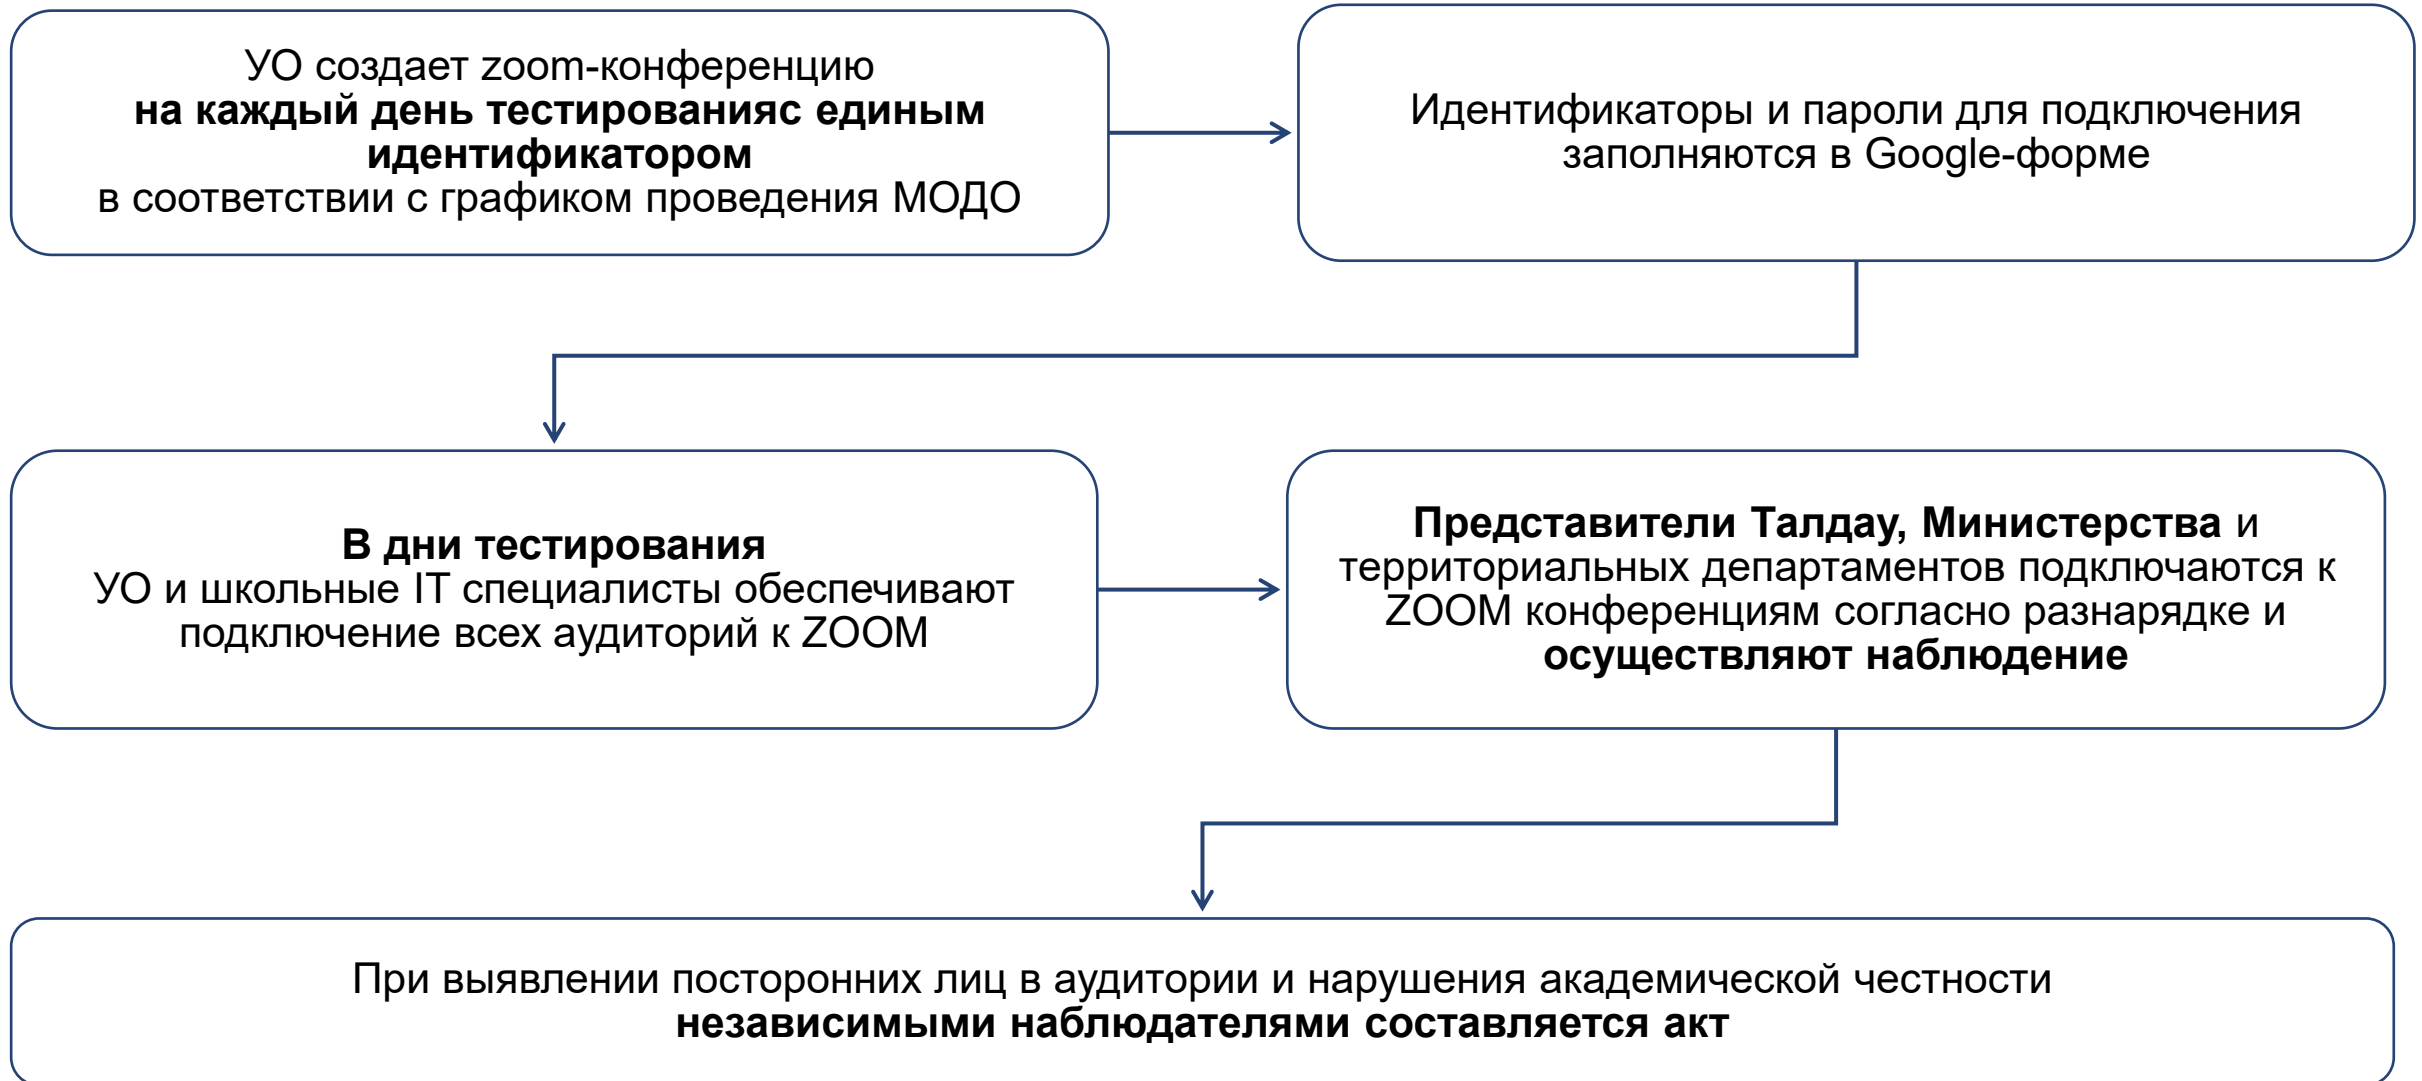 УО создает zoom-конференцию
на каждый день тестированияс единым
идентификатором
в соответствии с графиком проведения МОДО
Идентификаторы и пароли для подключения
заполняются в Google-форме
В дни тестирования
УО и школьные IT специалисты обеспечивают
подключение всех аудиторий к ZOOM
Представители Талдау, Министерства и
территориальных департаментов подключаются к
ZOOM конференциям согласно разнарядке и
осуществляют наблюдение
При выявлении посторонних лиц в аудитории и нарушения академической честности
независимыми наблюдателями составляется акт